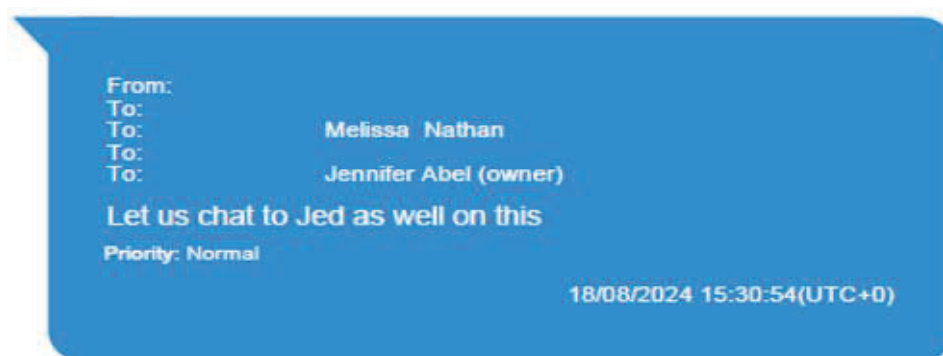 From:
To:
To: Melissa Nathan
To:
To: Jennifer Abel (owner)
Let us chat to Jed as well on this
Priority: Normal
18/08/2024 15:30:54(UTC+0)